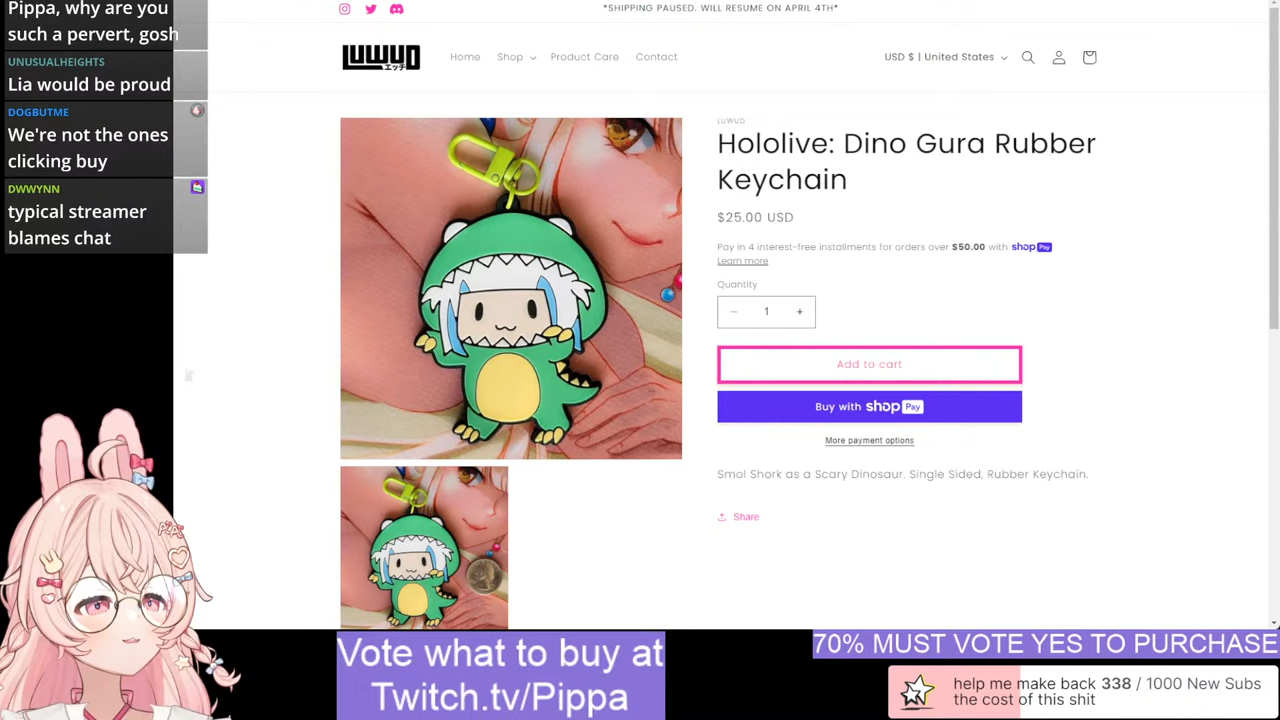 Pippa, why are you
such a pervert, gosh
UNUSUALHEIGHTS
Lia would be proud
DOGBUTME
We're not the ones
clicking buy
DWWYNN
typical streamer
blames chat
*SHIPPING PAUSED. WILL RESUME ON APRIL 4TH*
LUWUD
エッチ
Home
Shop
Product Care
Contact
USD $ | United States
LUWUD
Hololive: Dino Gura Rubber
Keychain
$25.00 USD
Pay in 4 interest-free installments for orders over $50.00 with shop Pay
Learn more
Quantity
1
Add to cart
Buy with shop Pay
More payment options
Smol Shork as a Scary Dinosaur. Single Sided, Rubber Keychain.
Share
Vote what to buy at
Twitch.tv/Pippa
70% MUST VOTE YES TO PURCHASE
help me make back 338 / 1000 New Subs
the cost of this shit